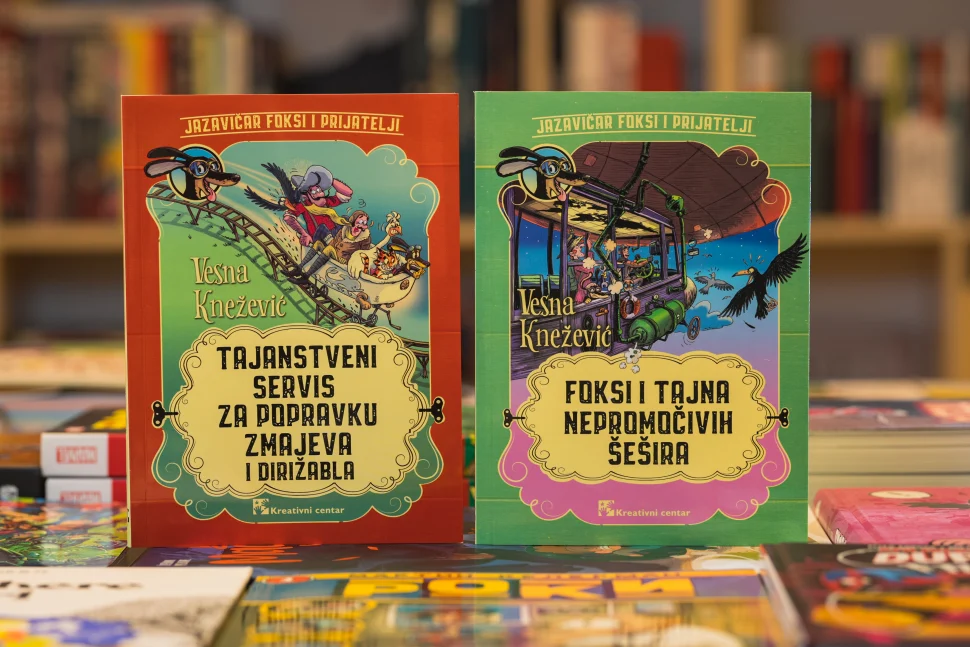 JAZAVIČAR FOKSI I PRIJATELJI
Vesna
Knežević
TAJANSTVENI
SERVIS
ZA POPRAVKU
ZMAJEVA
I DIRIŽABLA
Kreativni centar
JAZAVIČAR FOKSI I PRIJATELJI
Vesna
Knežević
FOKSI I TAJNA
NEPROMOČIVIH
ŠEŠIRA
Kreativni centar